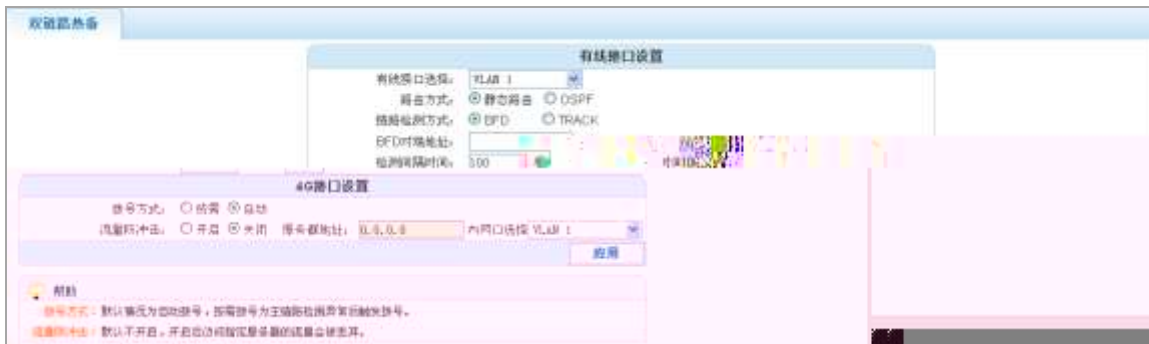 双链路热备
有线接口设置
有线接口选择： VLAN 1
路由方式： 静态路由 OSPF
链路检测方式： BFD TRACK
BFD对端地址：
检测间隔时间： 100
4G接口设置
拨号方式： 按需 自动
流量防冲击： 开启 关闭 服务器地址： 0.0.0.0 内网口选择 VLAN 1
应用
帮助
拨号方式：默认情况为自动拨号，按需拨号为主链路检测异常后触发拨号。
流量防冲击：默认不开启，开启后访问指定服务器的流量会被丢弃。